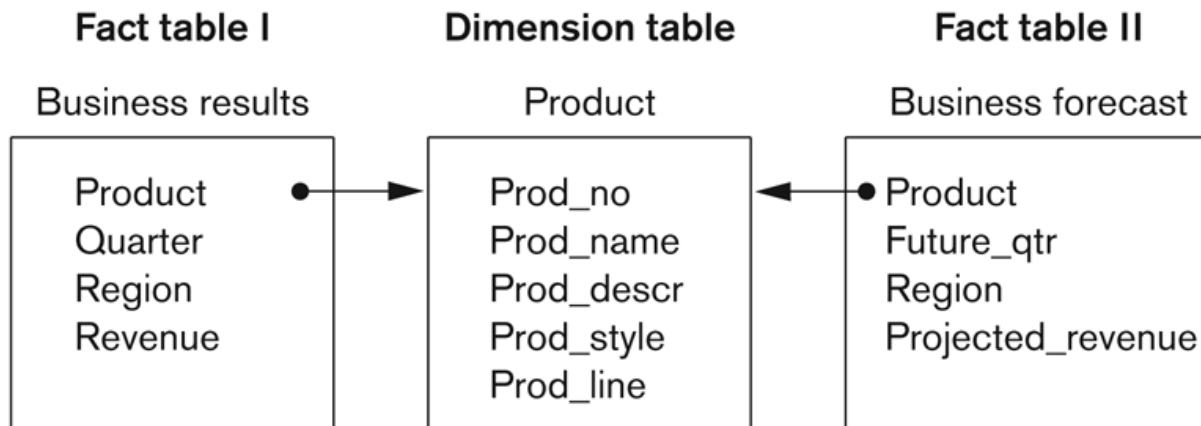 Fact table I
Business results
Product
Quarter
Region
Revenue
Dimension table
Product
Prod_no
Prod_name
Prod_descr
Prod_style
Prod_line
Fact table II
Business forecast
Product
Future_qtr
Region
Projected_revenue